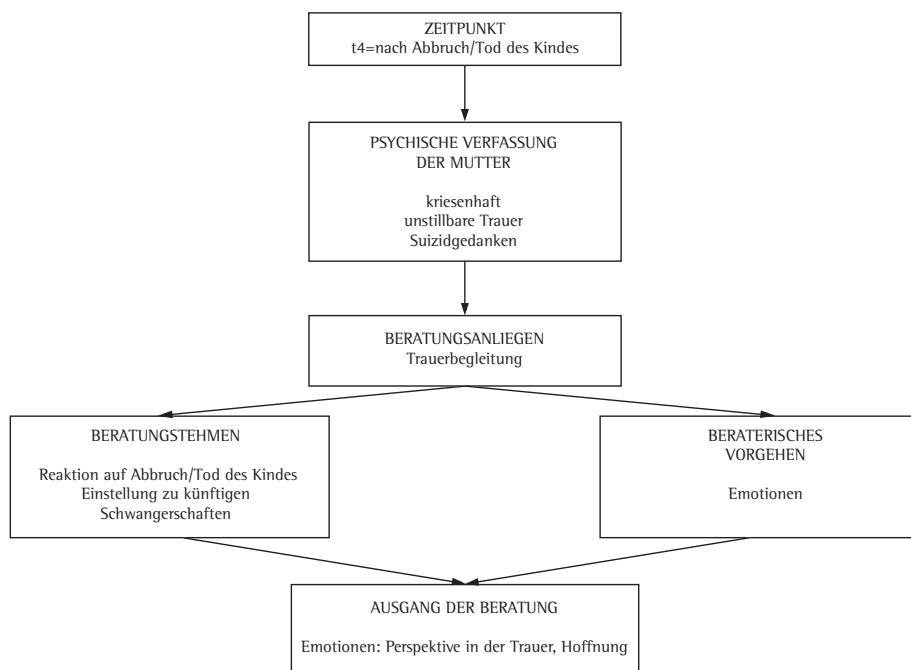 ZEITPUNKT
t4=nach Abbruch/Tod des Kindes
PSYCHISCHE VERFASSUNG
DER MUTTER
kriesenhaft
unstillbare Trauer
Suizidgedanken
BERATUNGSANLIEGEN
Trauerbegleitung
BERATUNGSTEHMEN
Reaktion auf Abbruch/Tod des Kindes
Einstellung zu künftigen
Schwangerschaften
BERATERISCHES
VORGEHEN
Emotionen
AUSGANG DER BERATUNG
Emotionen: Perspektive in der Trauer, Hoffnung